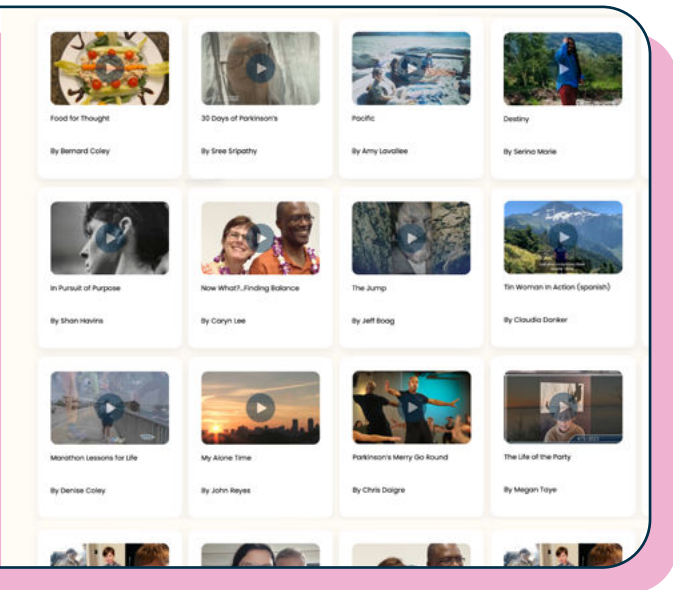 Food for Thought
By Bernard Coley
30 Days of Parkinson's
By Sree Sripathy
Pacific
By Amy Lavallee
Destiny
By Serina Marie
In Pursuit of Purpose
By Shan Havins
Now What?..Finding Balance
By Caryn Lee
The Jump
By Jeff Boag
Tin Woman In Action (spanish)
By Claudia Donker
Marathon Lessons for Life
By Denise Coley
My Alone Time
By John Reyes
Parkinson's Merry Go Round
By Chris Daigre
The Life of the Party
By Megan Taye